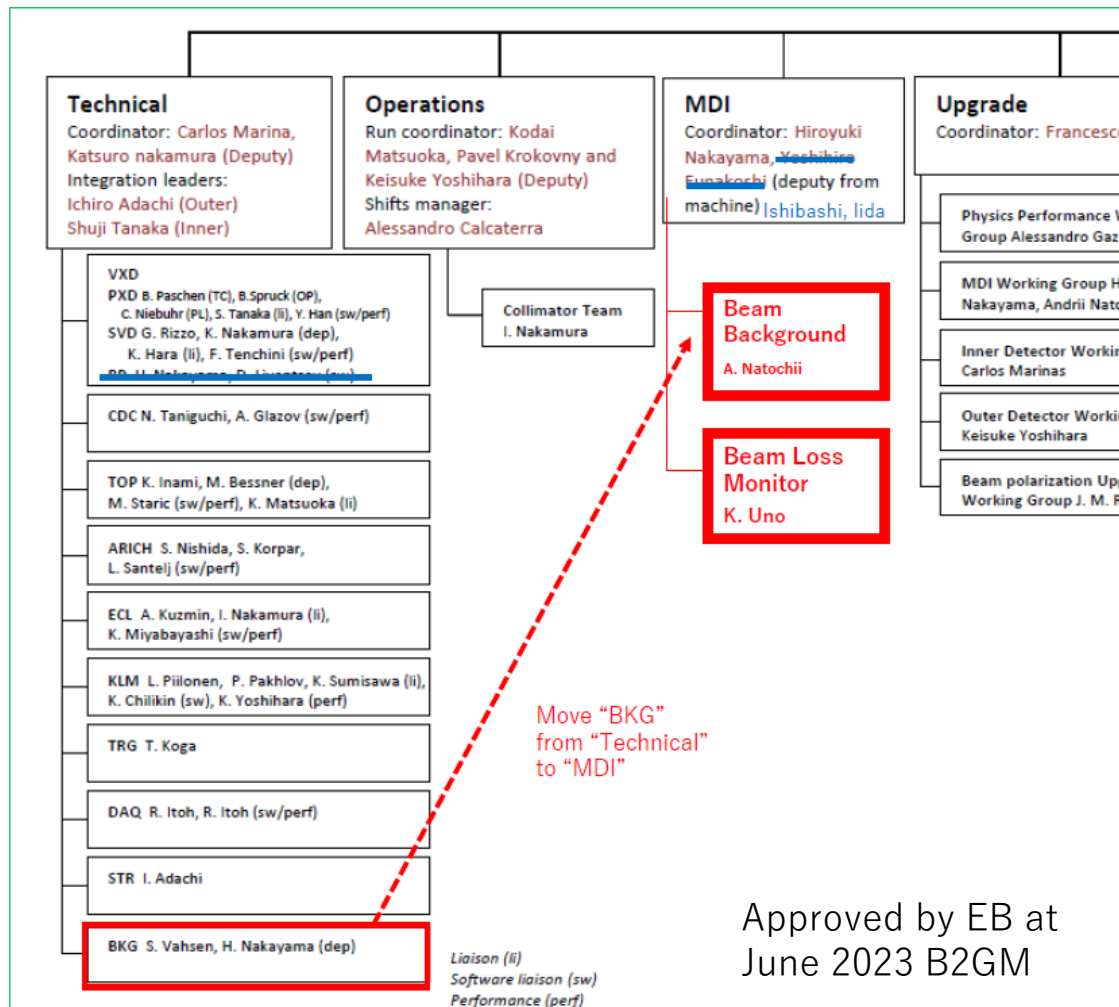 Technical
Coordinator: Carlos Marina,
Katsuro nakamura (Deputy)
Integration leaders:
Ichiro Adachi (Outer)
Shuji Tanaka (Inner)
VXD
PXD B. Paschen (TC), B.Spruck (OP),
C. Niebuhr (PL), S. Tanaka (li), Y. Han (sw/perf)
SVD G. Rizzo, K. Nakamura (dep),
K. Hara (li), F. Tenchini (sw/perf)
CDC N. Taniguchi, A. Glazov (sw/perf)
TOP K. Inami, M. Bessner (dep),
M. Staric (sw/perf), K. Matsuoka (li)
ARICH S. Nishida, S. Korpar,
L. Santelj (sw/perf)
ECL A. Kuzmin, I. Nakamura (li),
K. Miyabayashi (sw/perf)
KLM L. Piilonen, P. Pakhlov, K. Sumisawa (li),
K. Chilikin (sw), K. Yoshihara (perf)
TRG T. Koga
DAQ R. Itoh, R. Itoh (sw/perf)
STR I. Adachi
BKG S. Vahsen, H. Nakayama (dep)
Operations
Run coordinator: Kodai
Matsuoka, Pavel Krokovny and
Keisuke Yoshihara (Deputy)
Shifts manager:
Alessandro Calcaterra
Collimator Team
I. Nakamura
MDI
Coordinator: Hiroyuki
Nakayama, Yoshihiro
Funakoshi (deputy from
machine) Ishibashi, Iida
Beam
Background
A. Natochii
Beam Loss
Monitor
K. Uno
Upgrade
Coordinator: Francesc
Physics Performance W
Group Alessandro Gaz
MDI Working Group H
Nakayama, Andrii Nato
Inner Detector Workin
Carlos Marinas
Outer Detector Workin
Keisuke Yoshihara
Beam polarization Upg
Working Group J. M. R
Move “BKG”
from “Technical”
to “MDI”
Approved by EB at
June 2023 B2GM
Liaison (li)
Software liaison (sw)
Performance (perf)